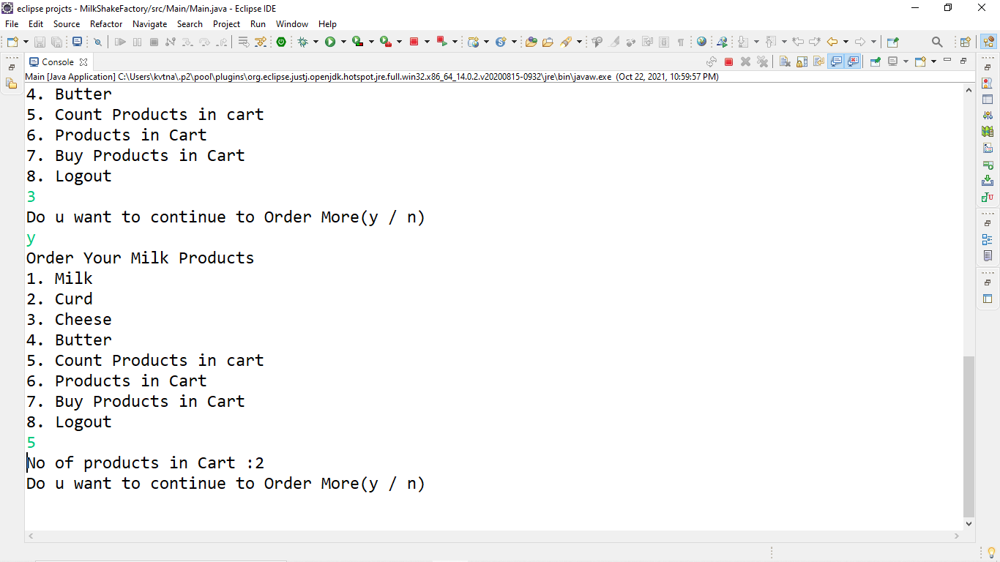 eclipse projcts - MilkShakeFactory/src/Main/Main.java - Eclipse IDE
File Edit Source Refactor Navigate Search Project Run Window Help
Console
Main [Java Application] C:\Users\kvtna\.p2\pool\plugins\org.eclipse.justj.openjdk.hotspot.jre.full.win32.x86_64_14.0.2.v20200815-0932\jre\bin\javaw.exe (Oct 22, 2021, 10:59:57 PM)
4. Butter
5. Count Products in cart
6. Products in Cart
7. Buy Products in Cart
8. Logout
3
Do u want to continue to Order More(y / n)
y
Order Your Milk Products
1. Milk
2. Curd
3. Cheese
4. Butter
5. Count Products in cart
6. Products in Cart
7. Buy Products in Cart
8. Logout
5
No of products in Cart :2
Do u want to continue to Order More(y / n)